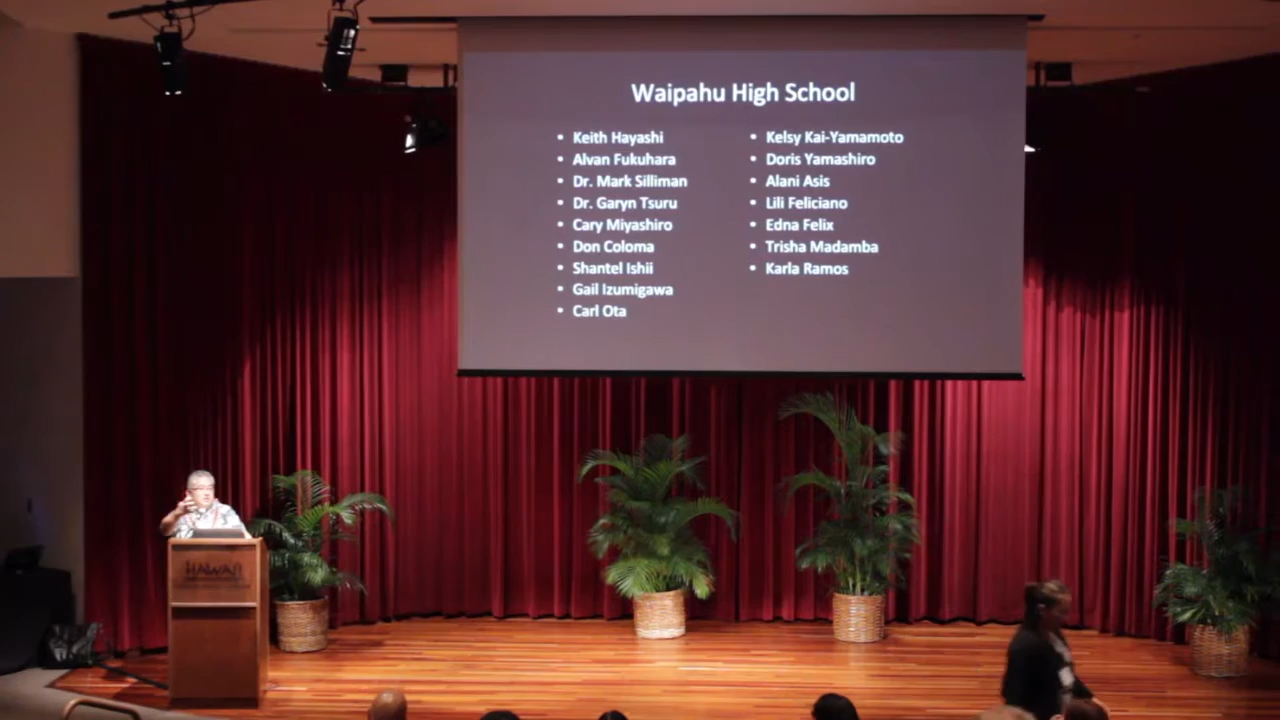 Waipahu High School
• Keith Hayashi
• Alvan Fukuhara
• Dr. Mark Silliman
• Dr. Garyn Tsuru
• Cary Miyashiro
• Don Coloma
• Shantel Ishii
• Gail Izumigawa
• Carl Ota
• Kelsy Kai-Yamamoto
• Doris Yamashiro
• Alani Asis
• Lili Feliciano
• Edna Felix
• Trisha Madamba
• Karla Ramos
HAWAI'I